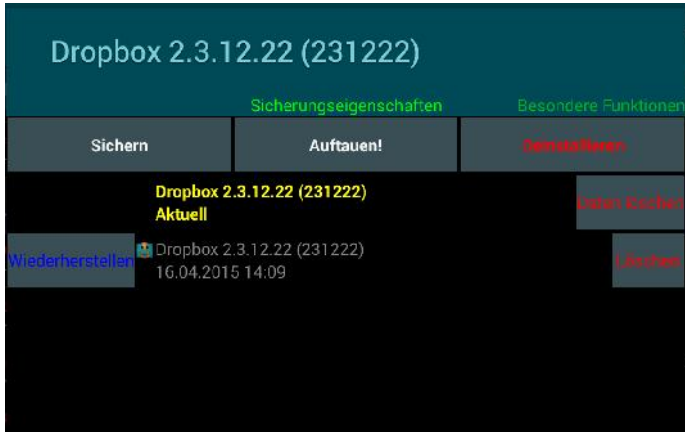 Dropbox 2.3.12.22 (231222)
Sicherungseigenschaften Besondere Funktionen
Sichern Auftauen! Deinstallieren
Dropbox 2.3.12.22 (231222)
Aktuell Daten löschen
Wiederherstellen Dropbox 2.3.12.22 (231222)
16.04.2015 14:09 Löschen